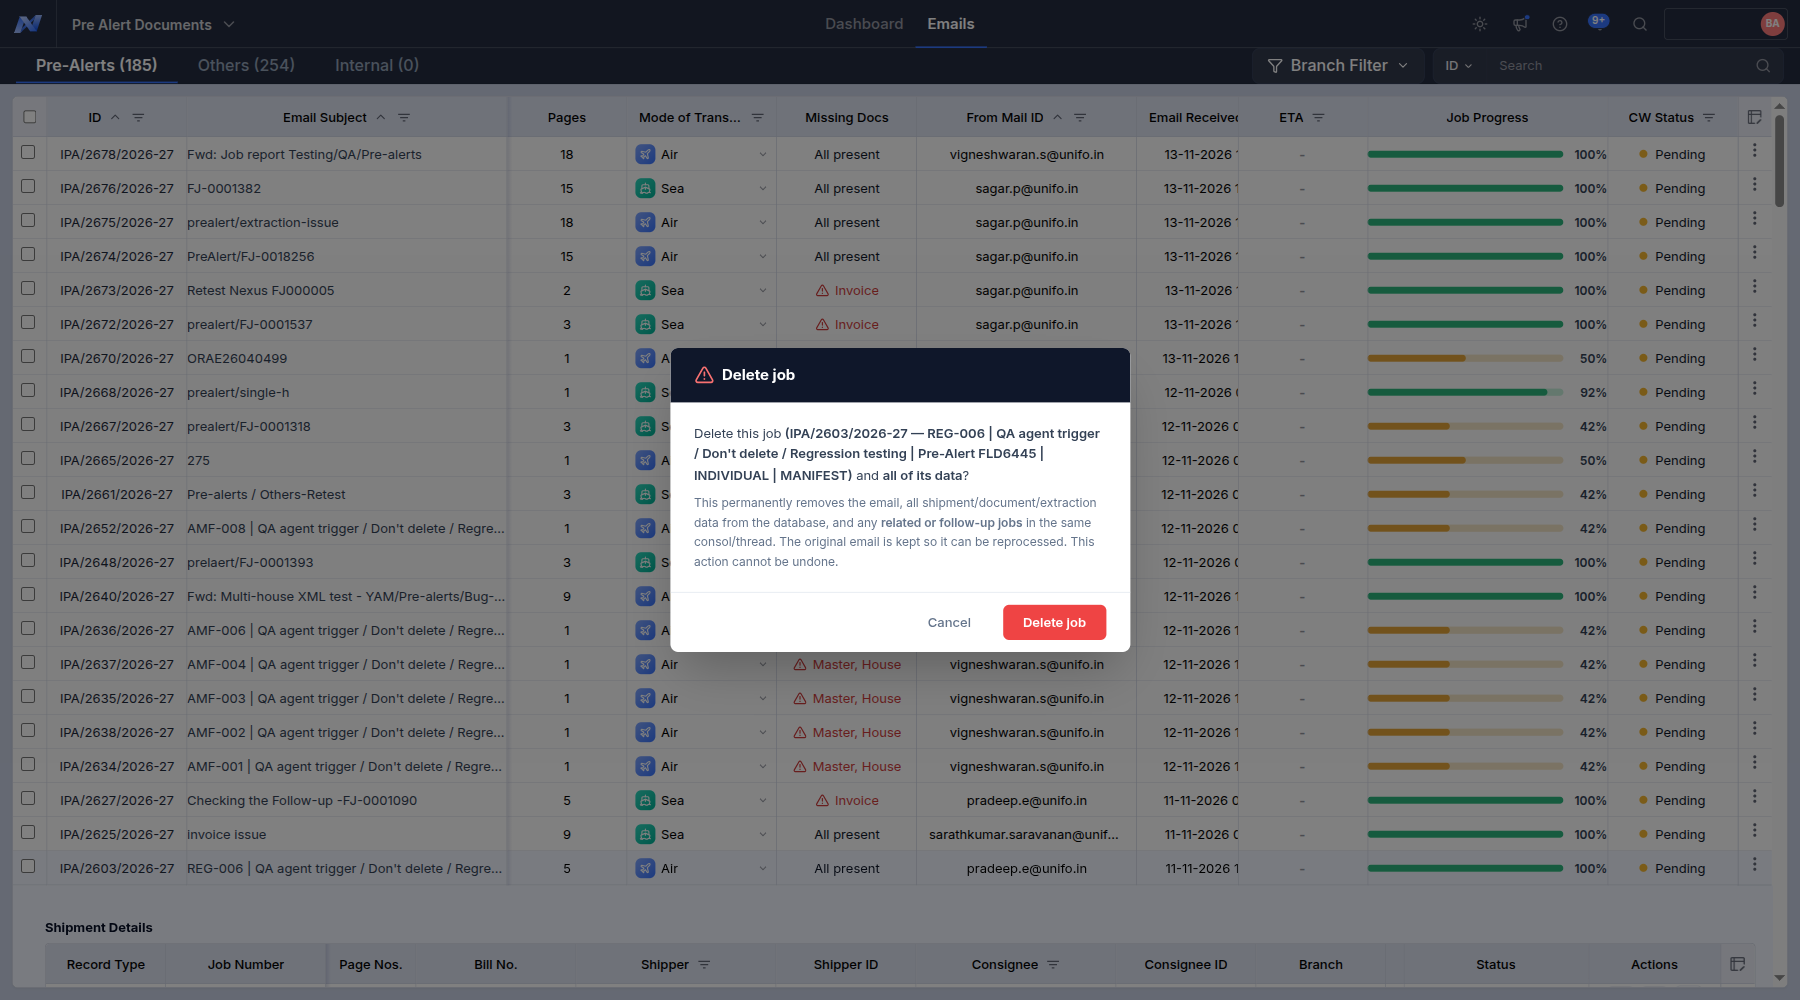 Pre Alert Documents
Dashboard
Emails
9+
BA
Pre-Alerts (185)
Others (254)
Internal (0)
Branch Filter
ID
Search
ID Email Subject Pages Mode of Trans... Missing Docs From Mail ID Email Received ETA Job Progress CW Status
IPA/2678/2026-27 Fwd: Job report Testing/QA/Pre-alerts 18 Air All present vigneshwaran.s@unifo.in 13-11-2026 - 100% Pending
IPA/2676/2026-27 FJ-0001382 15 Sea All present sagar.p@unifo.in 13-11-2026 - 100% Pending
IPA/2675/2026-27 prealert/extraction-issue 18 Air All present sagar.p@unifo.in 13-11-2026 - 100% Pending
IPA/2674/2026-27 PreAlert/FJ-0018256 15 Air All present sagar.p@unifo.in 13-11-2026 - 100% Pending
IPA/2673/2026-27 Retest Nexus FJ000005 2 Sea Invoice sagar.p@unifo.in 13-11-2026 - 100% Pending
IPA/2672/2026-27 prealert/FJ-0001537 3 Sea Invoice sagar.p@unifo.in 13-11-2026 - 100% Pending
IPA/2670/2026-27 ORAE26040499 1 13-11-2026 - 50% Pending
IPA/2668/2026-27 prealert/single-h 1 12-11-2026 - 92% Pending
IPA/2667/2026-27 prealert/FJ-0001318 3 12-11-2026 - 42% Pending
IPA/2665/2026-27 275 1 12-11-2026 - 50% Pending
IPA/2661/2026-27 Pre-alerts / Others-Retest 3 12-11-2026 - 42% Pending
IPA/2652/2026-27 AMF-008 | QA agent trigger / Don't delete / Regre... 1 12-11-2026 - 42% Pending
IPA/2648/2026-27 prelaert/FJ-0001393 3 12-11-2026 - 100% Pending
IPA/2640/2026-27 Fwd: Multi-house XML test - YAM/Pre-alerts/Bug-... 9 12-11-2026 - 100% Pending
IPA/2636/2026-27 AMF-006 | QA agent trigger / Don't delete / Regre... 1 12-11-2026 - 42% Pending
IPA/2637/2026-27 AMF-004 | QA agent trigger / Don't delete / Regre... 1 Air Master, House vigneshwaran.s@unifo.in 12-11-2026 - 42% Pending
IPA/2635/2026-27 AMF-003 | QA agent trigger / Don't delete / Regre... 1 Air Master, House vigneshwaran.s@unifo.in 12-11-2026 - 42% Pending
IPA/2638/2026-27 AMF-002 | QA agent trigger / Don't delete / Regre... 1 Air Master, House vigneshwaran.s@unifo.in 12-11-2026 - 42% Pending
IPA/2634/2026-27 AMF-001 | QA agent trigger / Don't delete / Regre... 1 Air Master, House vigneshwaran.s@unifo.in 12-11-2026 - 42% Pending
IPA/2627/2026-27 Checking the Follow-up -FJ-0001090 5 Sea Invoice pradeep.e@unifo.in 11-11-2026 - 100% Pending
IPA/2625/2026-27 invoice issue 9 Sea All present sarathkumar.saravanan@unif... 11-11-2026 - 100% Pending
IPA/2603/2026-27 REG-006 | QA agent trigger / Don't delete / Regre... 5 Air All present pradeep.e@unifo.in 11-11-2026 - 100% Pending
Delete job
Delete this job (IPA/2603/2026-27 — REG-006 | QA agent trigger
/ Don't delete / Regression testing | Pre-Alert FLD6445 |
INDIVIDUAL | MANIFEST) and all of its data?
This permanently removes the email, all shipment/document/extraction
data from the database, and any related or follow-up jobs in the same
consol/thread. The original email is kept so it can be reprocessed. This
action cannot be undone.
Cancel
Delete job
Shipment Details
Record Type Job Number Page Nos. Bill No. Shipper Shipper ID Consignee Consignee ID Branch Status Actions